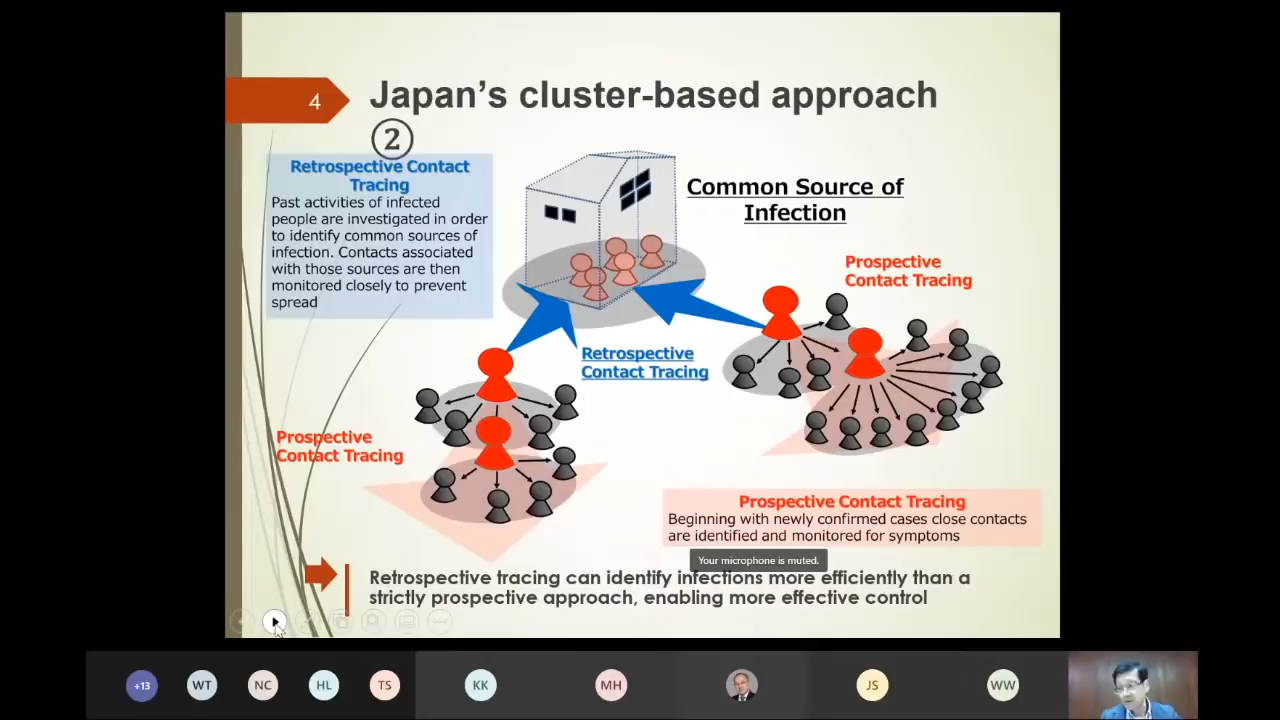 4
Japan's cluster-based approach
②
Retrospective Contact
Tracing
Past activities of infected
people are investigated in order
to identify common sources of
infection. Contacts associated
with those sources are then
monitored closely to prevent
spread
Common Source of
Infection
Prospective
Contact Tracing
Retrospective
Contact Tracing
Prospective
Contact Tracing
Prospective Contact Tracing
Beginning with newly confirmed cases close contacts
are identified and monitored for symptoms
Your microphone is muted.
Retrospective tracing can identify infections more efficiently than a
strictly prospective approach, enabling more effective control
+13
WT
NC
HL
TS
KK
MH
JS
WW